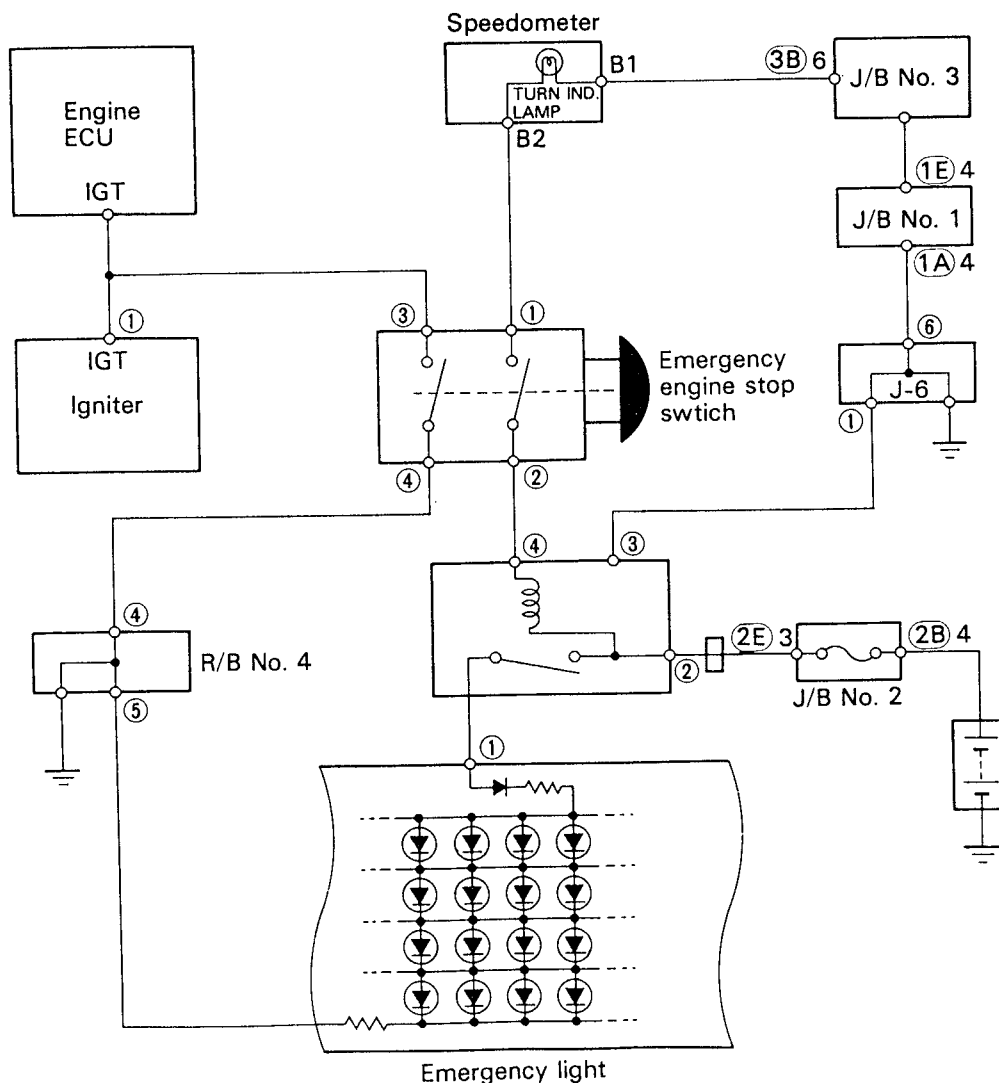 Speedometer
B1
3B 6
J/B No. 3
TURN IND.
LAMP
B2
Engine
ECU
IGT
1E 4
J/B No. 1
1A 4
①
IGT
Igniter
③
①
Emergency
engine stop
swtich
⑥
J-6
①
④
②
④
③
④
R/B No. 4
⑤
②
2E 3
2B 4
J/B No. 2
①
Emergency light